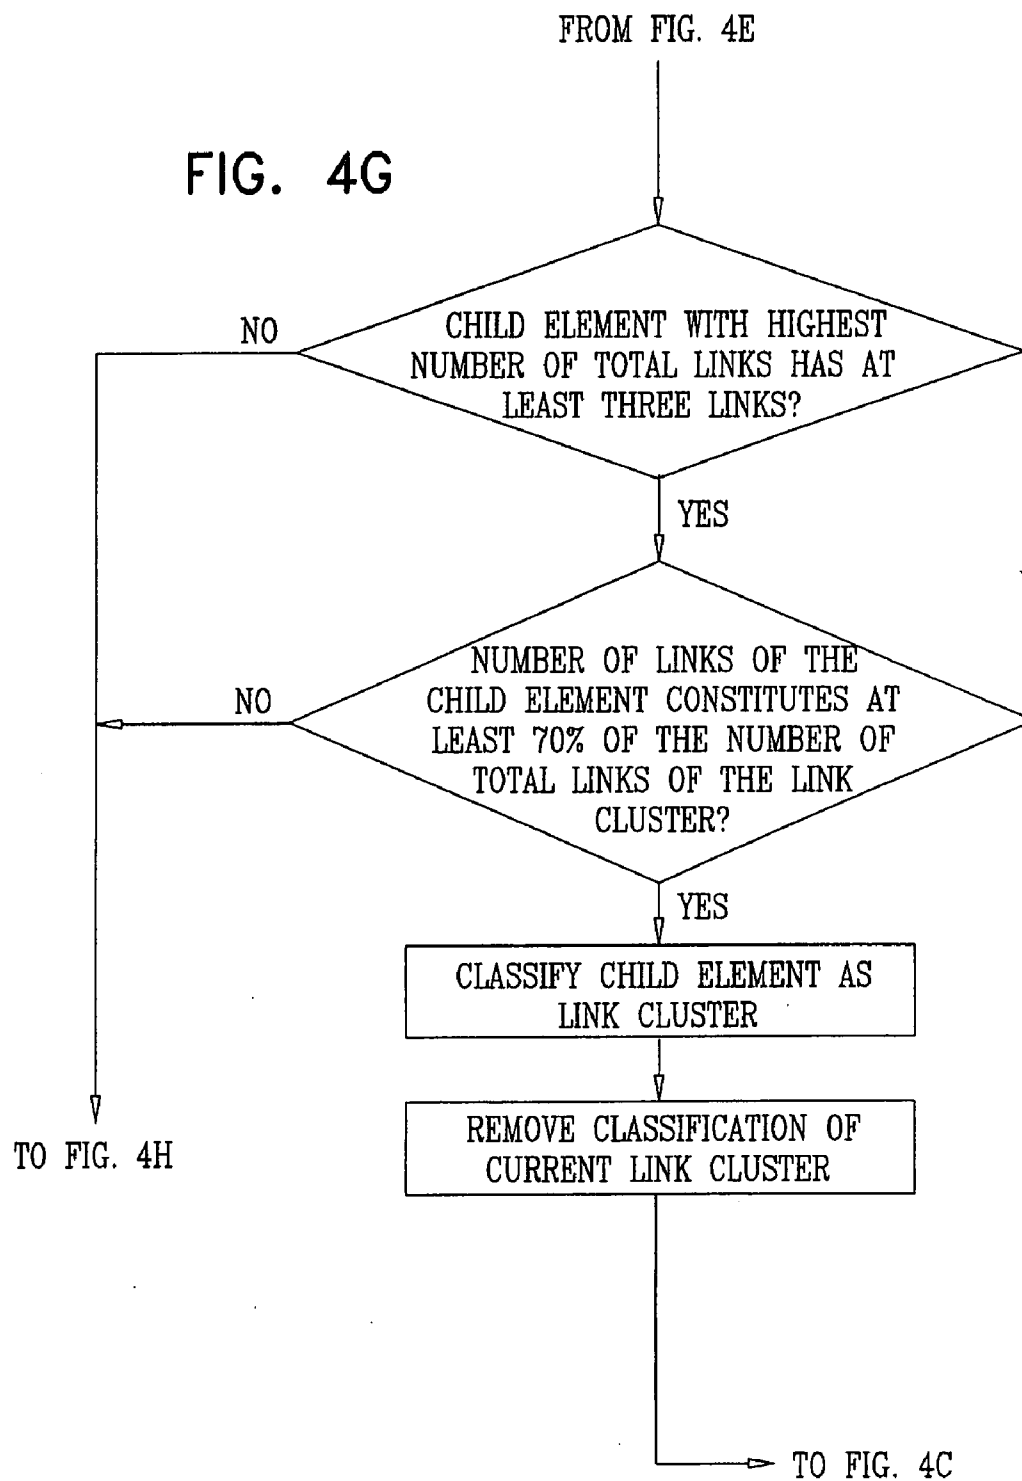 FROM FIG. 4E
FIG. 4G
NO
CHILD ELEMENT WITH HIGHEST
NUMBER OF TOTAL LINKS HAS AT
LEAST THREE LINKS?
YES
NUMBER OF LINKS OF THE
NO
CHILD ELEMENT CONSTITUTES AT
LEAST 70% OF THE NUMBER OF
TOTAL LINKS OF THE LINK
CLUSTER?
YES
CLASSIFY CHILD ELEMENT AS
LINK CLUSTER
REMOVE CLASSIFICATION OF
CURRENT LINK CLUSTER
TO FIG. 4H
TO FIG. 4C